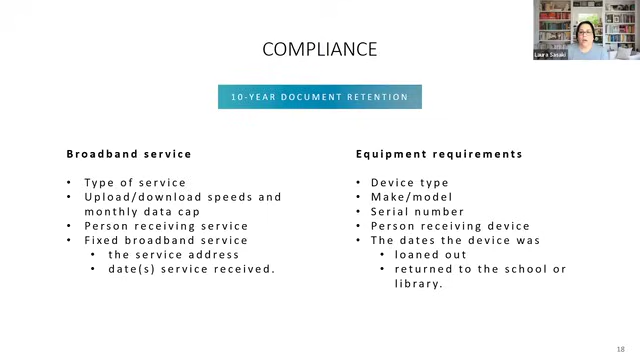 COMPLIANCE
10-YEAR DOCUMENT RETENTION
Broadband service
• Type of service
• Upload/download speeds and
monthly data cap
• Person receiving service
• Fixed broadband service
• the service address
• date(s) service received.
Equipment requirements
• Device type
• Make/model
• Serial number
• Person receiving device
• The dates the device was
• loaned out
• returned to the school or
library.
Laura Sasaki
18